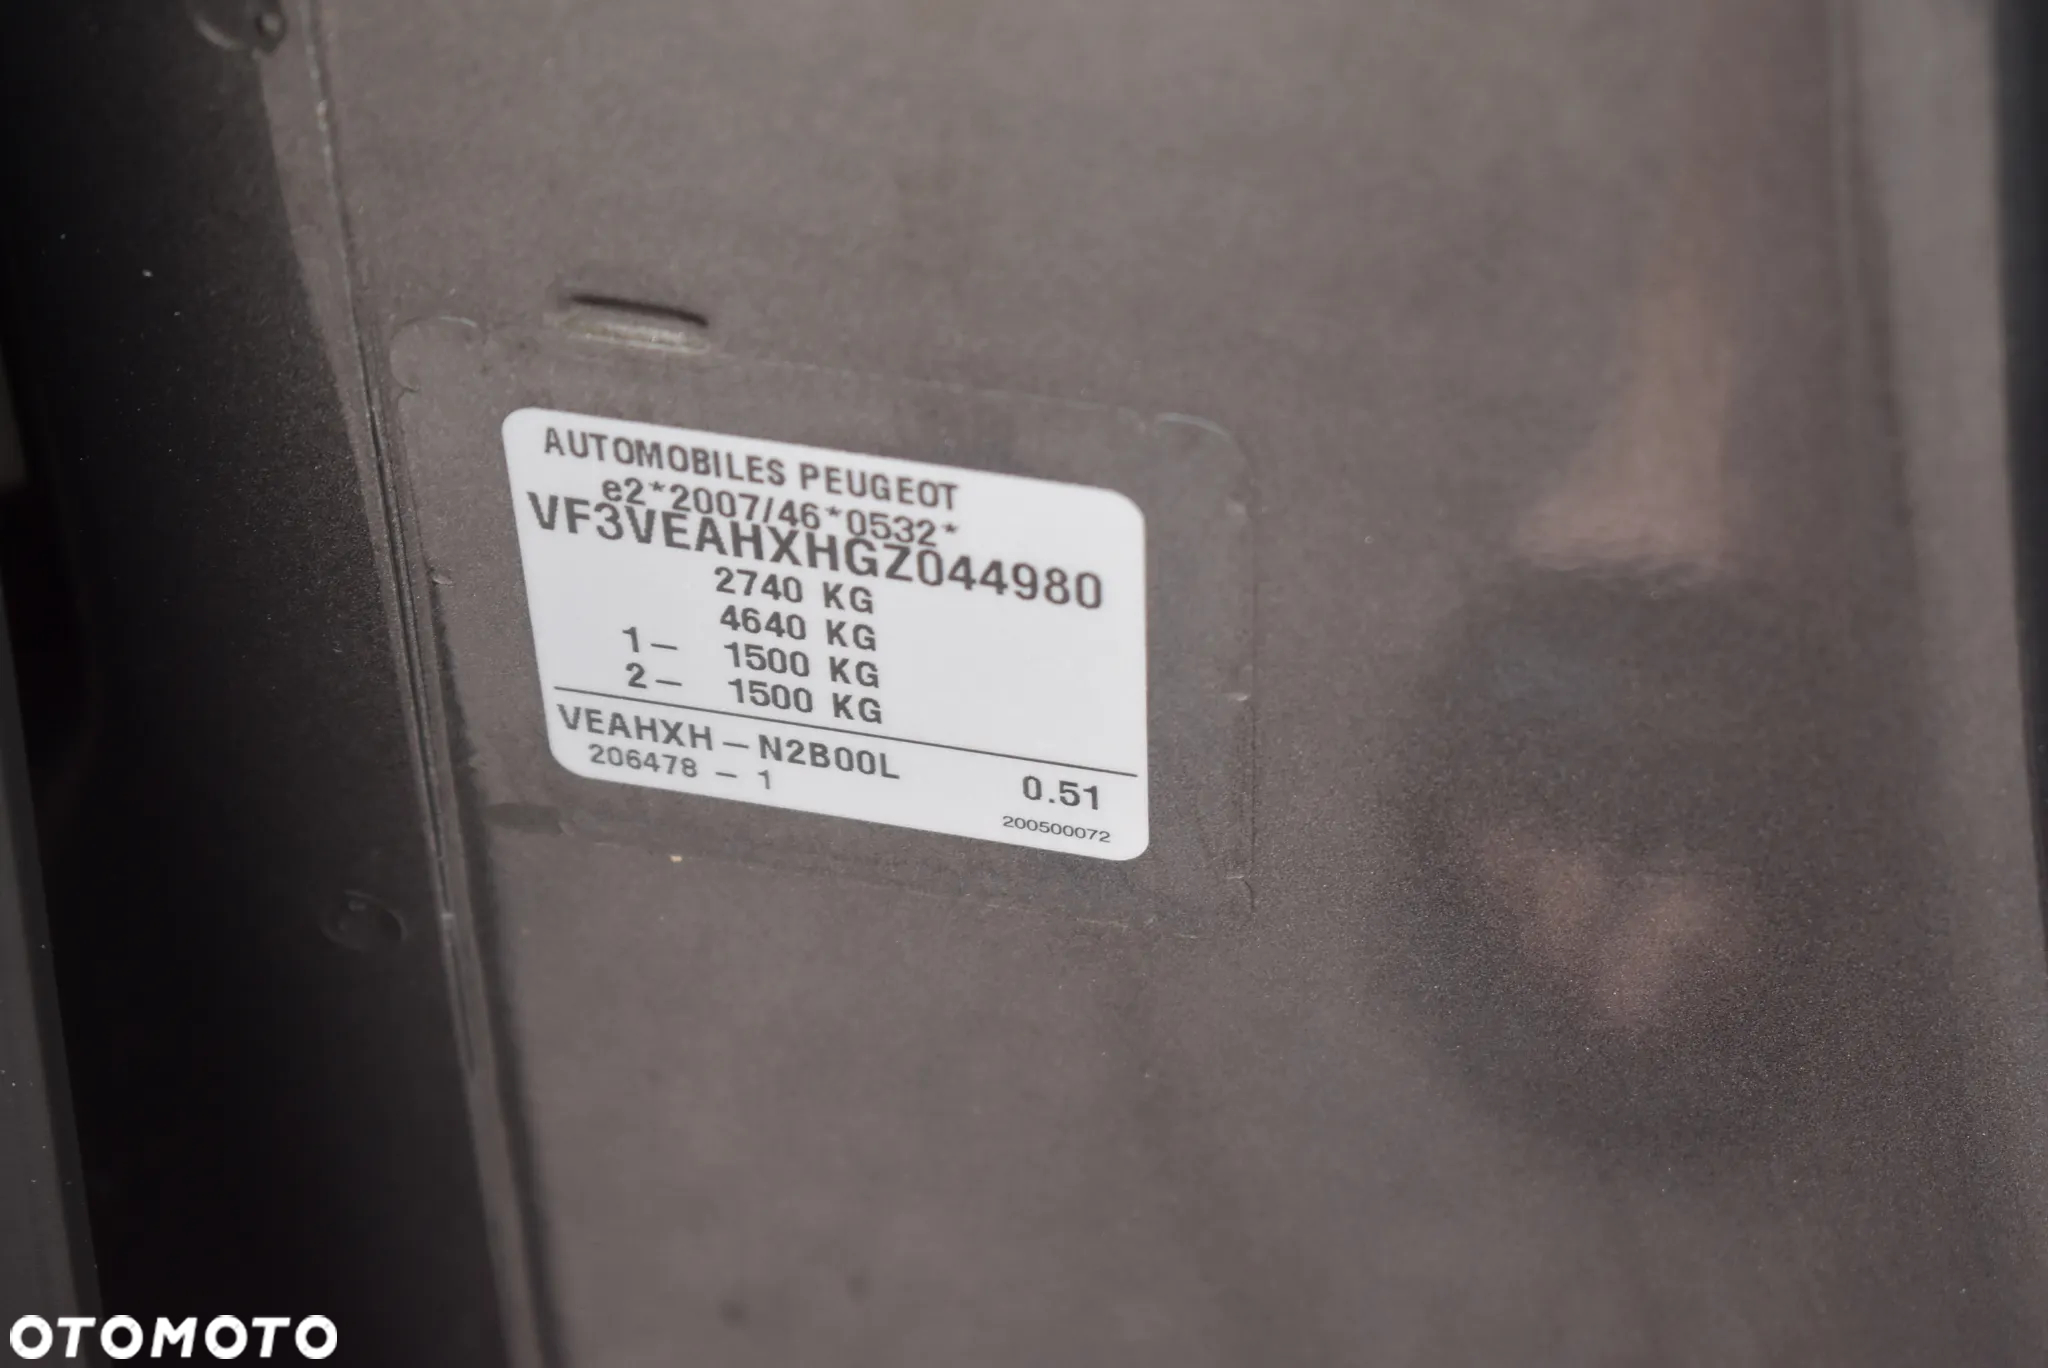 AUTOMOBILES PEUGEOT
e2*2007/46*0532*
VF3VEAHXHGZ044980
2740 KG
4640 KG
1- 1500 KG
2- 1500 KG
VEAHXH-N2B00L 0.51
206478-1 200500072
OTOMOTO